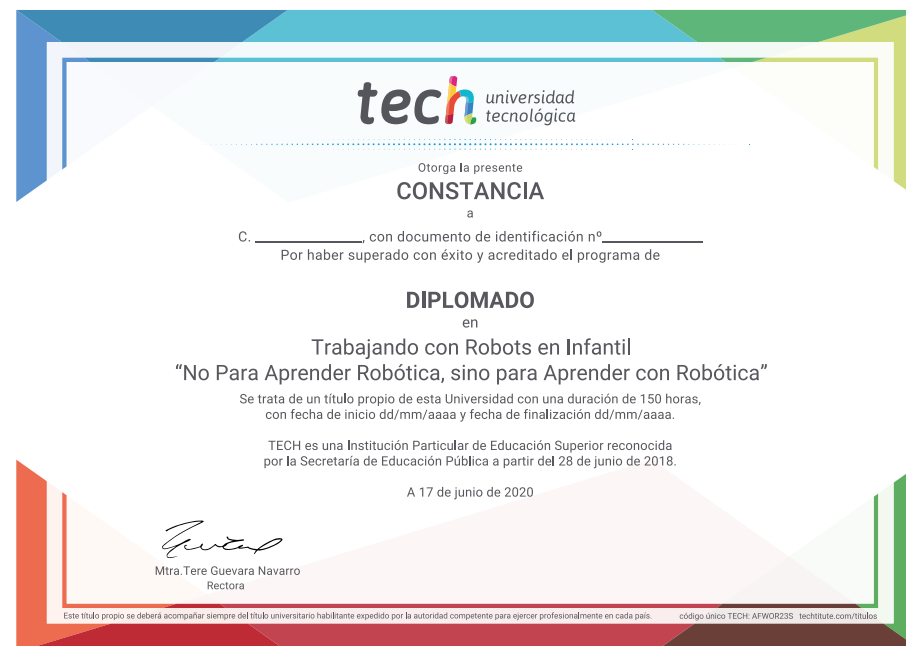 tech universidad
tecnológica
Otorga la presente
CONSTANCIA
a
C. ____________, con documento de identificación nº____________
Por haber superado con éxito y acreditado el programa de
DIPLOMADO
en
Trabajando con Robots en Infantil
“No Para Aprender Robótica, sino para Aprender con Robótica”
Se trata de un título propio de esta Universidad con una duración de 150 horas,
con fecha de inicio dd/mm/aaaa y fecha de finalización dd/mm/aaaa.
TECH es una Institución Particular de Educación Superior reconocida
por la Secretaría de Educación Pública a partir del 28 de junio de 2018.
A 17 de junio de 2020
Mtra.Tere Guevara Navarro
Rectora
Este título propio se deberá acompañar siempre del título universitario habilitante expedido por la autoridad competente para ejercer profesionalmente en cada país. código único TECH: AFWOR23S techtitute.com/titulos